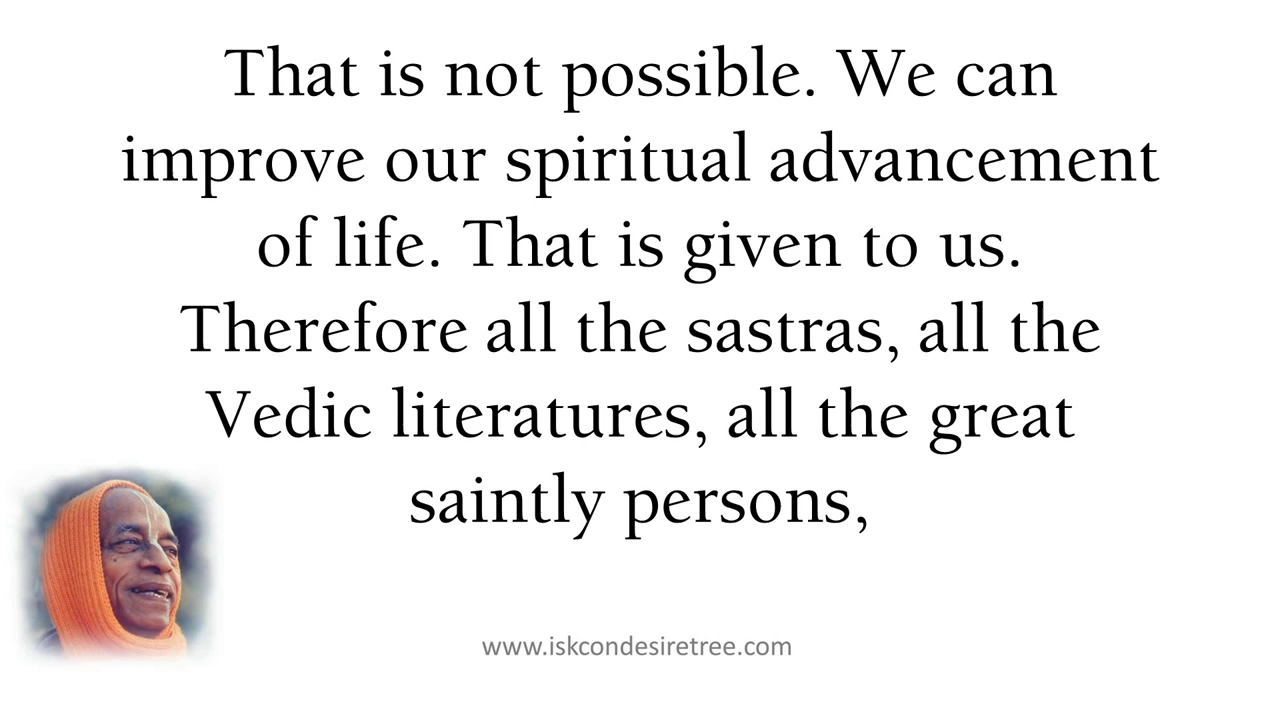 That is not possible. We can
improve our spiritual advancement
of life. That is given to us.
Therefore all the sastras, all the
Vedic literatures, all the great
saintly persons,
www.iskcondesiretree.com